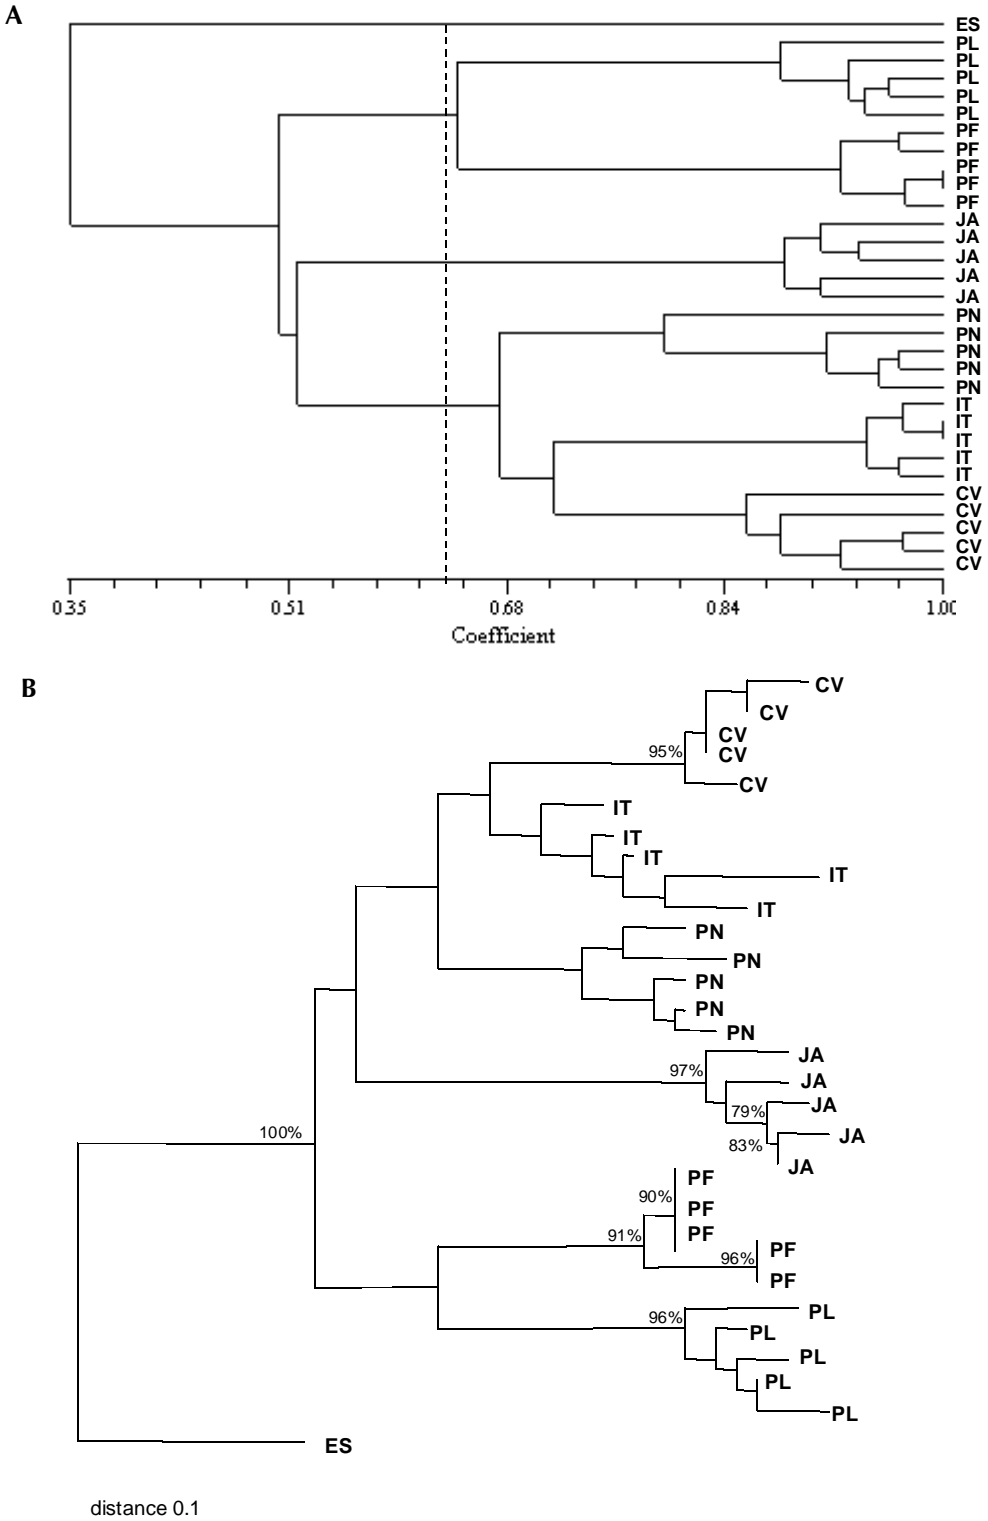 A
ES
PL
PL
PL
PL
PL
PF
PF
PF
PF
PF
JA
JA
JA
JA
JA
PN
PN
PN
PN
PN
IT
IT
IT
IT
IT
CV
CV
CV
CV
CV
0.35 0.51 0.68 0.84 1.00
Coefficient
B
CV
CV
CV
95% CV
CV
IT
IT
IT
IT
IT
PN
PN
PN
PN
PN
JA
97%
JA
79% JA
83% JA
JA
PF
90%
PF
91% PF
96% PF
PF
96% PL
PL
PL
PL
PL
100%
ES
distance 0.1